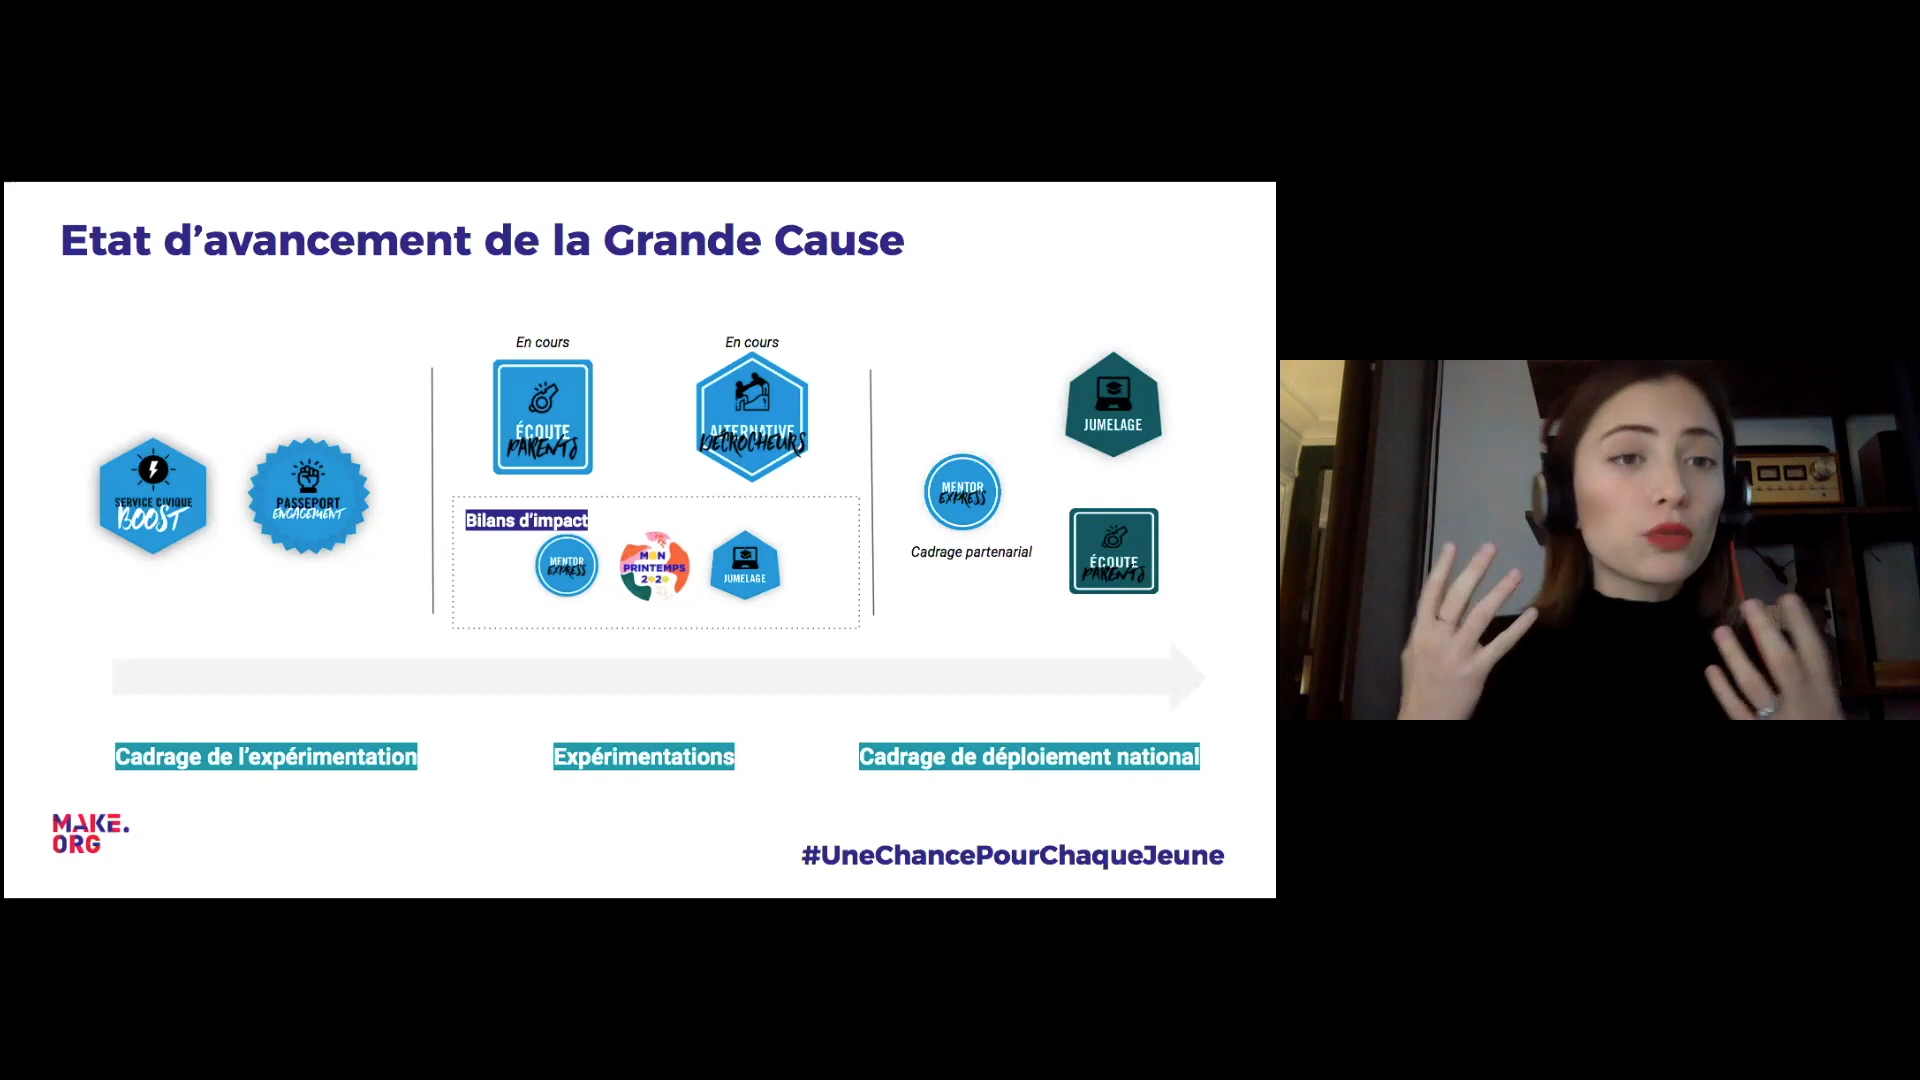 Etat d’avancement de la Grande Cause
En cours
En cours
ÉCOUTE
PARENTS
ALTERNATIVE
DÉCROCHEURS
JUMELAGE
SERVICE CIVIQUE
BOOST
PASSEPORT
ENGAGEMENT
MENTOR
EXPRESS
Cadrage partenarial
Bilans d’impact
MENTOR
EXPRESS
MON
PRINTEMPS
2020
JUMELAGE
ÉCOUTE
PARENTS
Cadrage de l’expérimentation
Expérimentations
Cadrage de déploiement national
MAKE.
ORG
#UneChancePourChaqueJeune